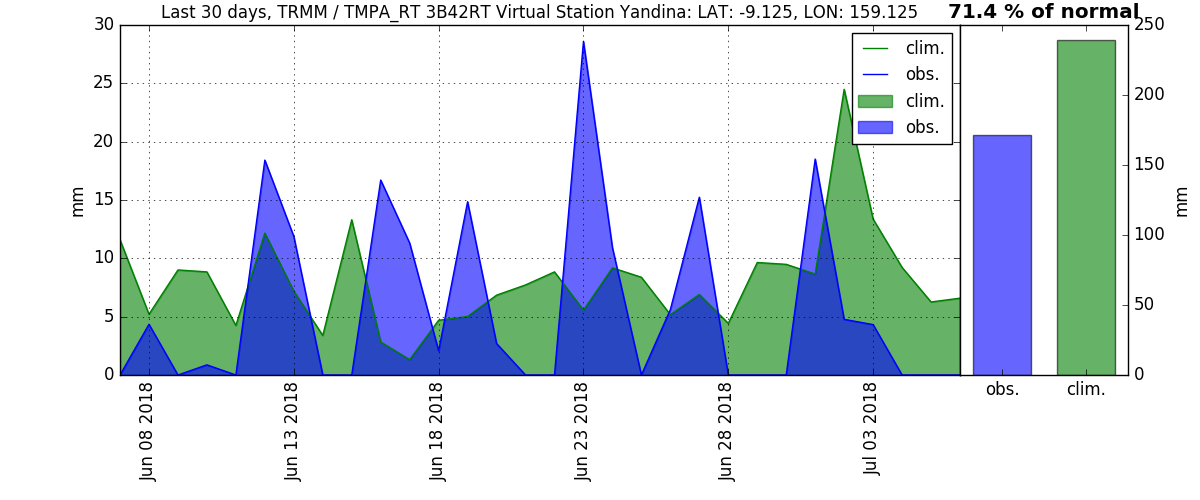 Last 30 days, TRMM / TMPA_RT 3B42RT Virtual Station Yandina: LAT: -9.125, LON: 159.125
71.4 % of normal
30
25
20
15
10
5
0
mm
clim.
obs.
clim.
obs.
250
200
150
100
50
0
mm
Jun 08 2018
Jun 13 2018
Jun 18 2018
Jun 23 2018
Jun 28 2018
Jul 03 2018
obs.
clim.